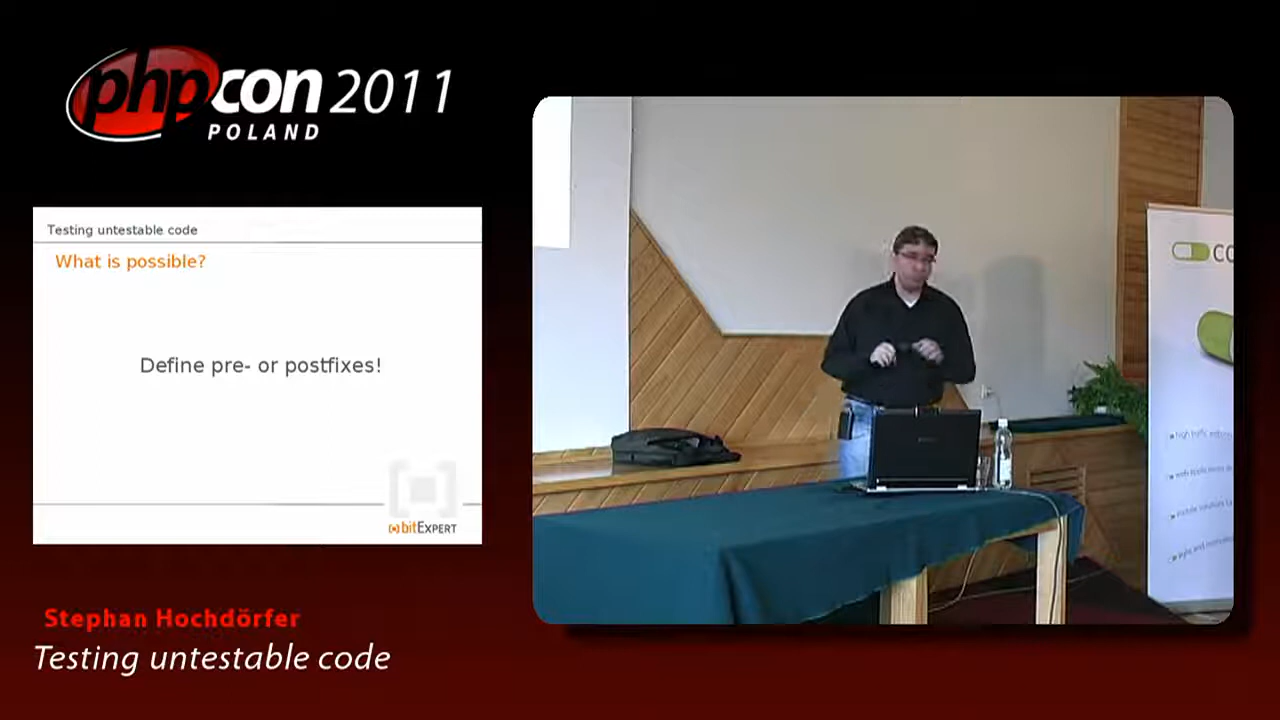 phpcon 2011
POLAND
Testing untestable code
What is possible?
Define pre- or postfixes!
bitExpert
Stephan Hochdörfer
Testing untestable code